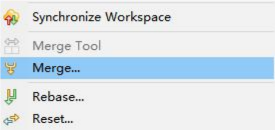 Synchronize Workspace
Merge Tool
Merge...
Rebase...
Reset...